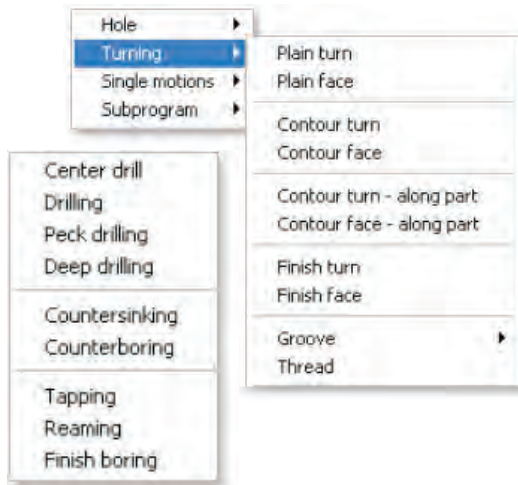 Hole
Turning
Single motions
Subprogram
Plain turn
Plain face
Contour turn
Contour face
Contour turn - along part
Contour face - along part
Finish turn
Finish face
Groove
Thread
Center drill
Drilling
Peck drilling
Deep drilling
Countersinking
Counterboring
Tapping
Reaming
Finish boring